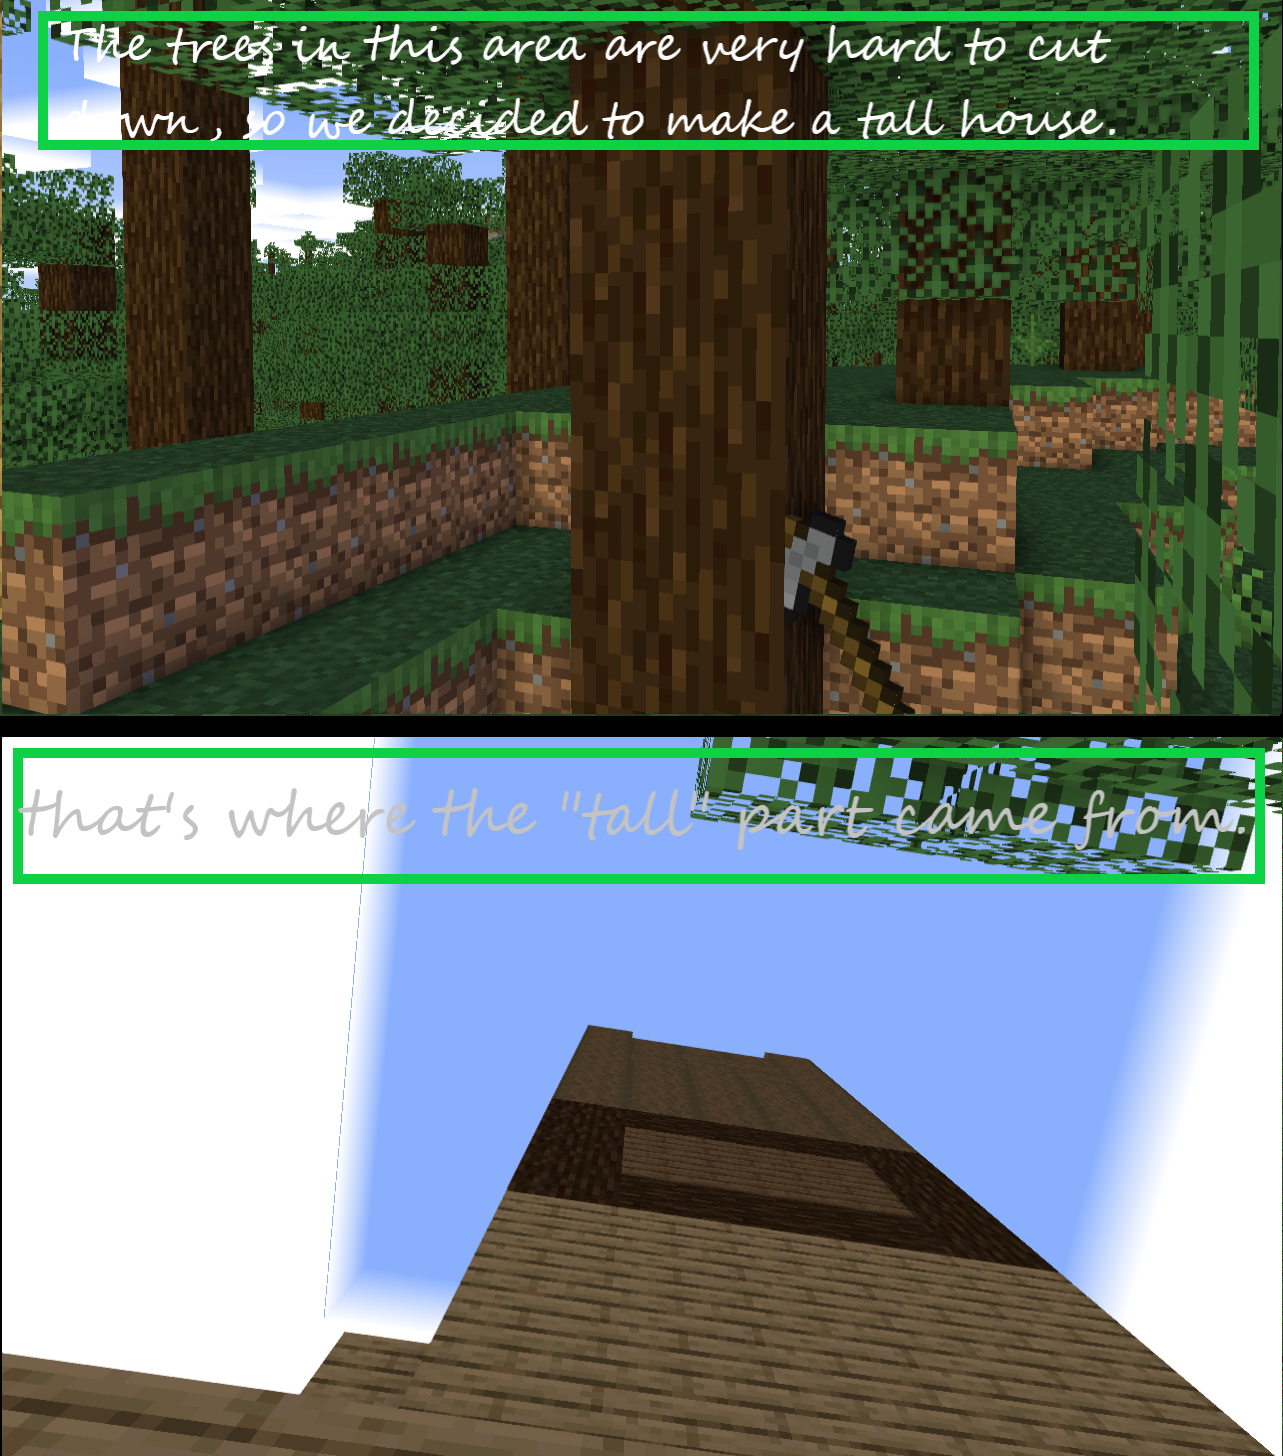 The trees in this area are very hard to cut
down, so we decided to make a tall house.
that's where the "tall" part came from.